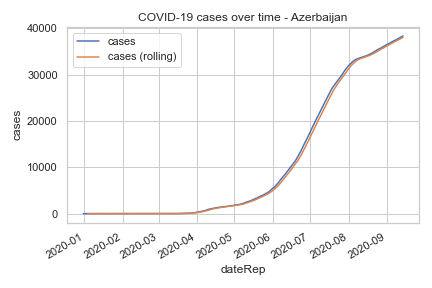 COVID-19 cases over time - Azerbaijan
cases
cases (rolling)
40000
30000
20000
10000
0
cases
2020-01
2020-02
2020-03
2020-04
2020-05
2020-06
2020-07
2020-08
2020-09
dateRep